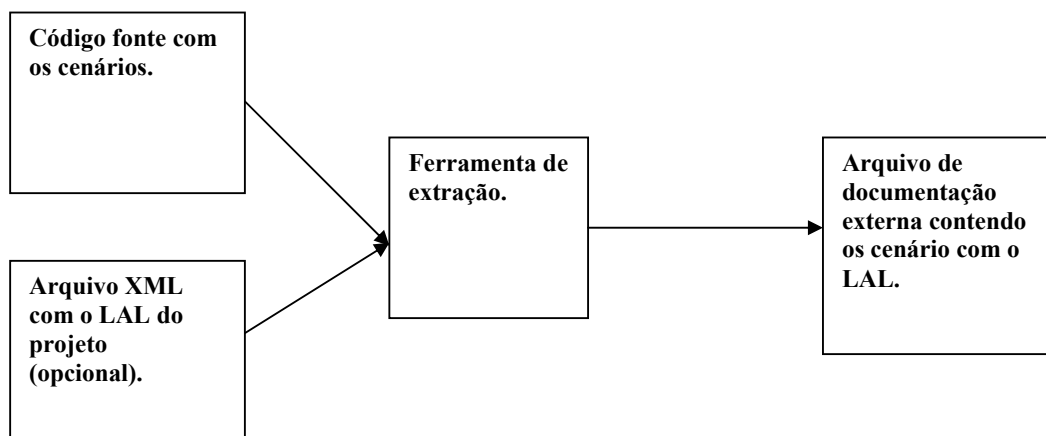 Código fonte com
os cenários.
Arquivo XML
com o LAL do
projeto
(opcional).
Ferramenta de
extração.
Arquivo de
documentação
externa contendo
os cenário com o
LAL.